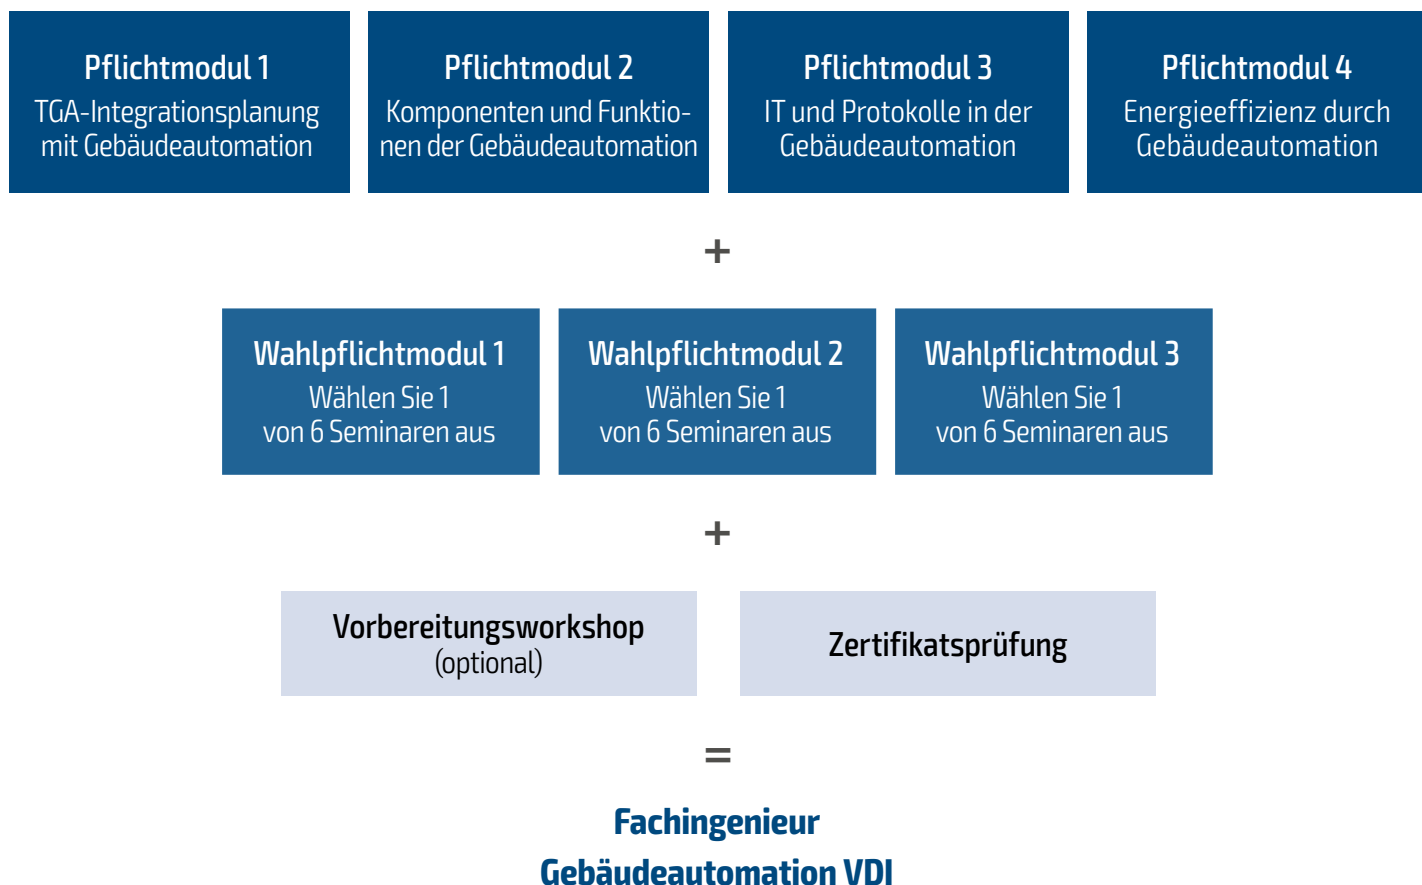 Pflichtmodul 1
TGA-Integrationsplanung
mit Gebäudeautomation
Pflichtmodul 2
Komponenten und Funktio-
nen der Gebäudeautomation
Pflichtmodul 3
IT und Protokolle in der
Gebäudeautomation
Pflichtmodul 4
Energieeffizienz durch
Gebäudeautomation
+
Wahlpflichtmodul 1
Wählen Sie 1
von 6 Seminaren aus
Wahlpflichtmodul 2
Wählen Sie 1
von 6 Seminaren aus
Wahlpflichtmodul 3
Wählen Sie 1
von 6 Seminaren aus
+
Vorbereitungsworkshop
(optional)
Zertifikatsprüfung
=
Fachingenieur
Gebäudeautomation VDI